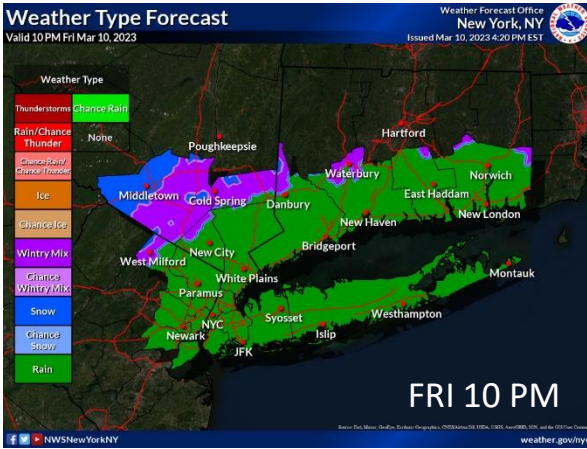 Weather Type Forecast
Valid 10 PM Fri Mar 10, 2023
Weather Forecast Office
New York, NY
Issued Mar 10, 2023 4:20 PM EST
Weather Type
Thunderstorms
Chance Rain
Rain/Chance
Thunder
None
Chance Rain/
Chance Thunder
Ice
Chance Ice
Wintry Mix
Chance
Wintry Mix
Snow
Chance
Snow
Rain
Hartford
Poughkeepsie
Waterbury
Norwich
Middletown
Cold Spring
Danbury
East Haddam
New Haven
New London
New City
Bridgeport
West Milford
White Plains
Montauk
Paramus
NYC
Syosset
Westhampton
Newark
Islip
JFK
FRI 10 PM
NWSNewYorkNY
weather.gov/nyc